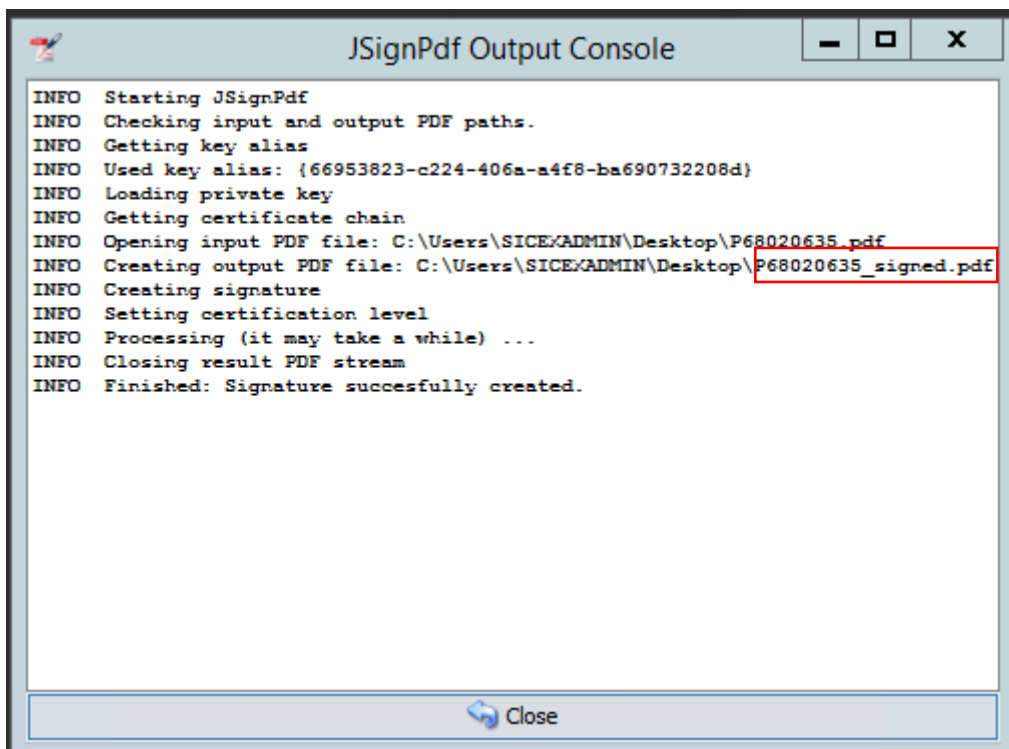 JSignPdf Output Console
INFO Starting JSignPdf
INFO Checking input and output PDF paths.
INFO Getting key alias
INFO Used key alias: {66953823-c224-406a-a4f8-ba690732208d}
INFO Loading private key
INFO Getting certificate chain
INFO Opening input PDF file: C:\Users\SICEXADMIN\Desktop\P68020635.pdf
INFO Creating output PDF file: C:\Users\SICEXADMIN\Desktop\P68020635_signed.pdf
INFO Creating signature
INFO Setting certification level
INFO Processing (it may take a while) ...
INFO Closing result PDF stream
INFO Finished: Signature succesfully created.
Close